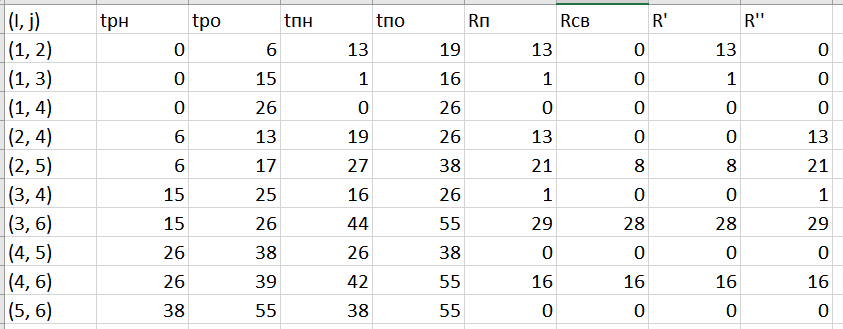 (I, j) tрн tро tпн tпо Rп Rсв R' R''
(1, 2) 0 6 13 19 13 0 13 0
(1, 3) 0 15 1 16 1 0 1 0
(1, 4) 0 26 0 26 0 0 0 0
(2, 4) 6 13 19 26 13 0 0 13
(2, 5) 6 17 27 38 21 8 8 21
(3, 4) 15 25 16 26 1 0 0 1
(3, 6) 15 26 44 55 29 28 28 29
(4, 5) 26 38 26 38 0 0 0 0
(4, 6) 26 39 42 55 16 16 16 16
(5, 6) 38 55 38 55 0 0 0 0